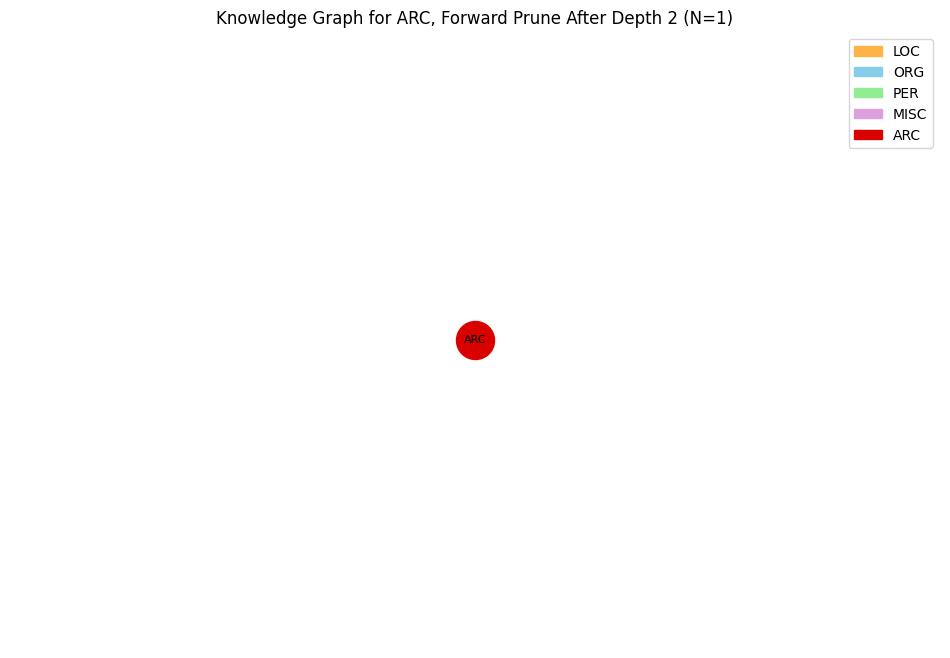 Knowledge Graph for ARC, Forward Prune After Depth 2 (N=1)
LOC
ORG
PER
MISC
ARC
ARC